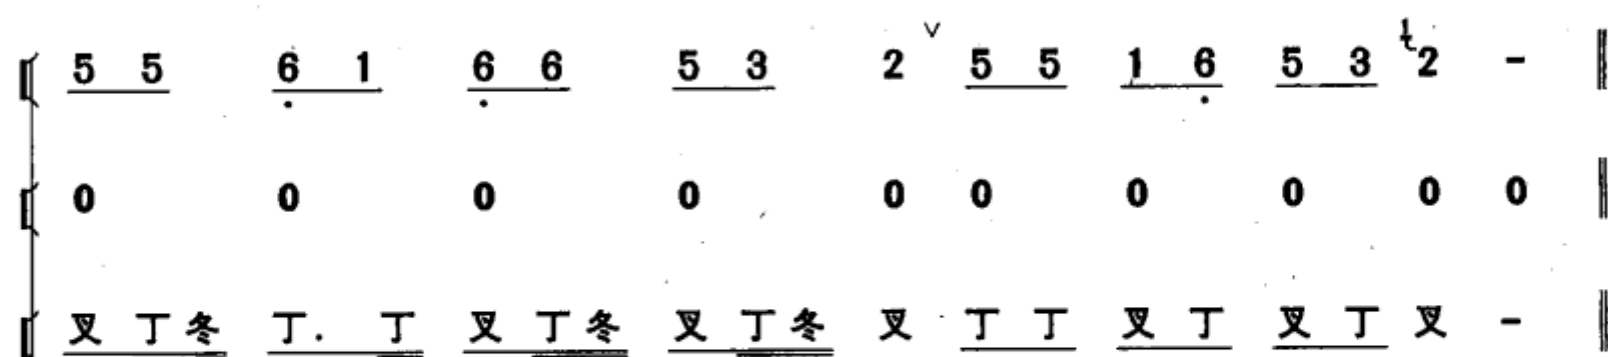 5 5 6 1 6 6 5 3 2 ∨ 5 5 1 6 5 3 1 2 -
0 0 0 0 0 0 0 0 0 0
叉 丁 冬 丁. 丁 叉 丁 冬 叉 丁 冬 叉 丁 丁 叉 丁 叉 丁 叉 -